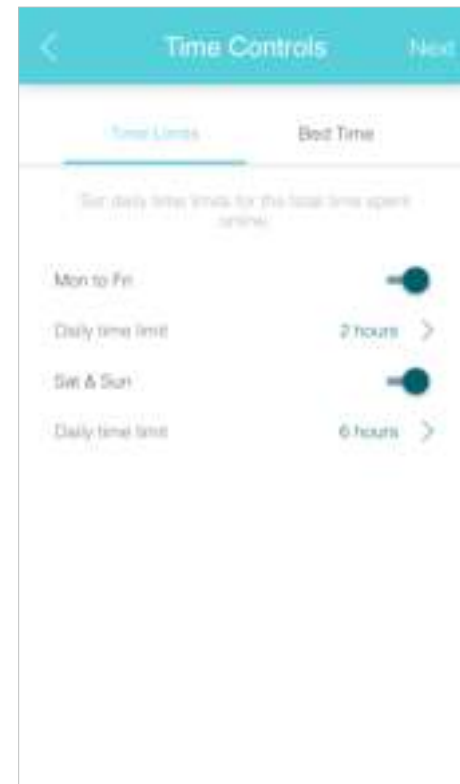 Time Controls
Next
Time Limits
Bed Time
Set daily time limits for the total time spent
online.
Mon to Fri
Daily time limit
2 hours
Sat & Sun
Daily time limit
6 hours